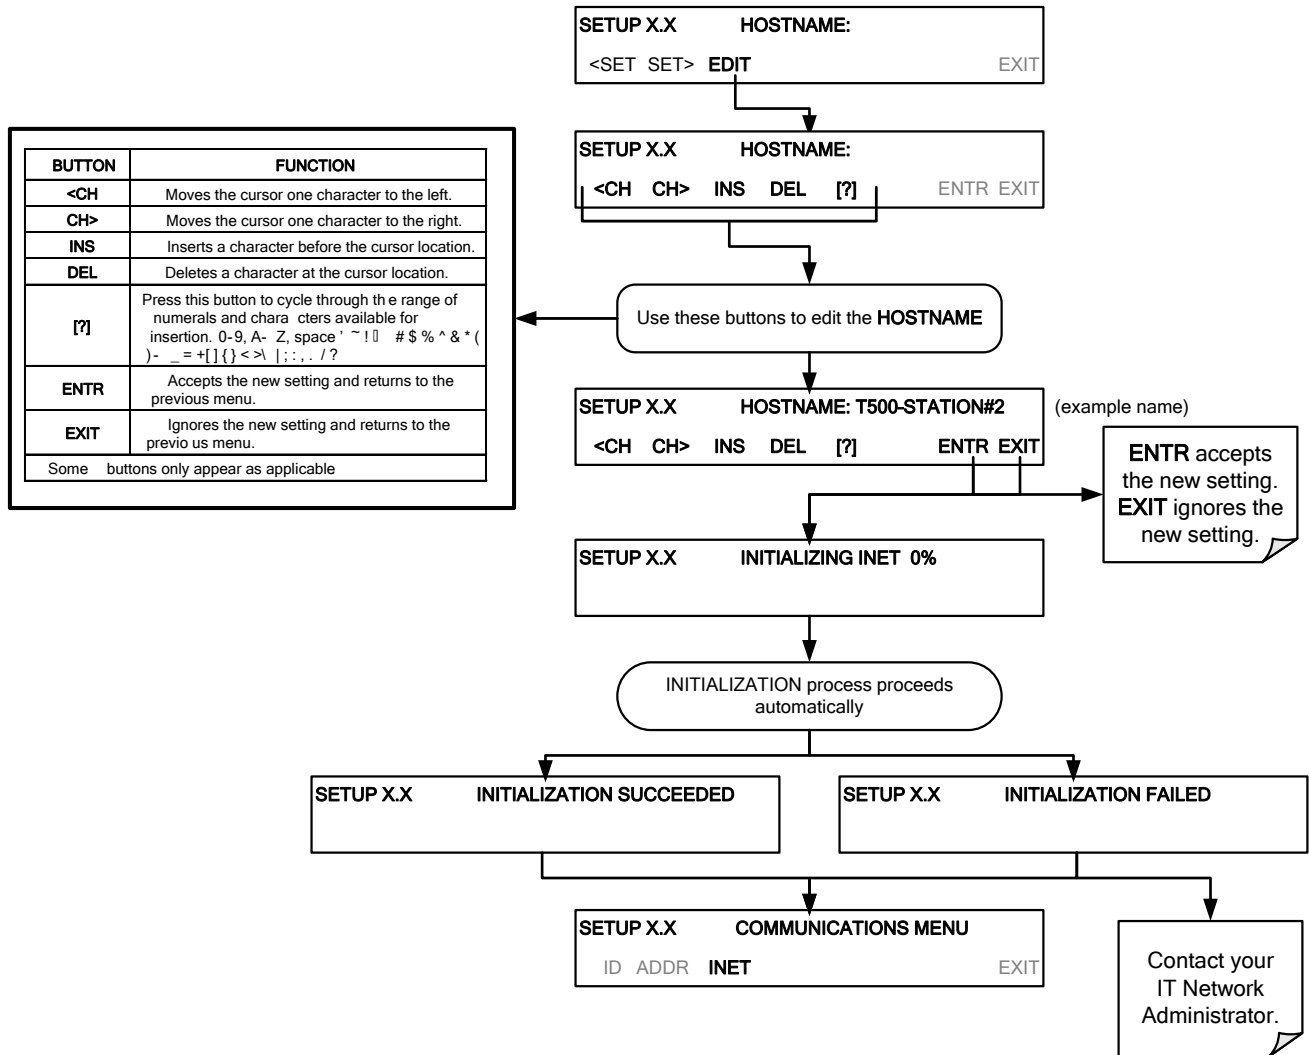 SETUP X.X HOSTNAME:
<SET SET> EDIT EXIT
SETUP X.X HOSTNAME:
<CH CH> INS DEL [?] ENTR EXIT
BUTTON FUNCTION
<CH Moves the cursor one character to the left.
CH> Moves the cursor one character to the right.
INS Inserts a character before the cursor location.
DEL Deletes a character at the cursor location.
[?] Press this button to cycle through th e range of
numerals and chara cters available for
insertion. 0-9, A- Z, space ' ~ ! ▯ # $ % ^ & * (
)- _ = +[ ] { } < >\ | ; : , . / ?
ENTR Accepts the new setting and returns to the
previous menu.
EXIT Ignores the new setting and returns to the
previo us menu.
Some buttons only appear as applicable
Use these buttons to edit the HOSTNAME
SETUP X.X HOSTNAME: T500-STATION#2
(example name)
<CH CH> INS DEL [?] ENTR EXIT
ENTR accepts
the new setting.
EXIT ignores the
new setting.
SETUP X.X INITIALIZING INET 0%
INITIALIZATION process proceeds
automatically
SETUP X.X INITIALIZATION SUCCEEDED
SETUP X.X INITIALIZATION FAILED
SETUP X.X COMMUNICATIONS MENU
ID ADDR INET EXIT
Contact your
IT Network
Administrator.